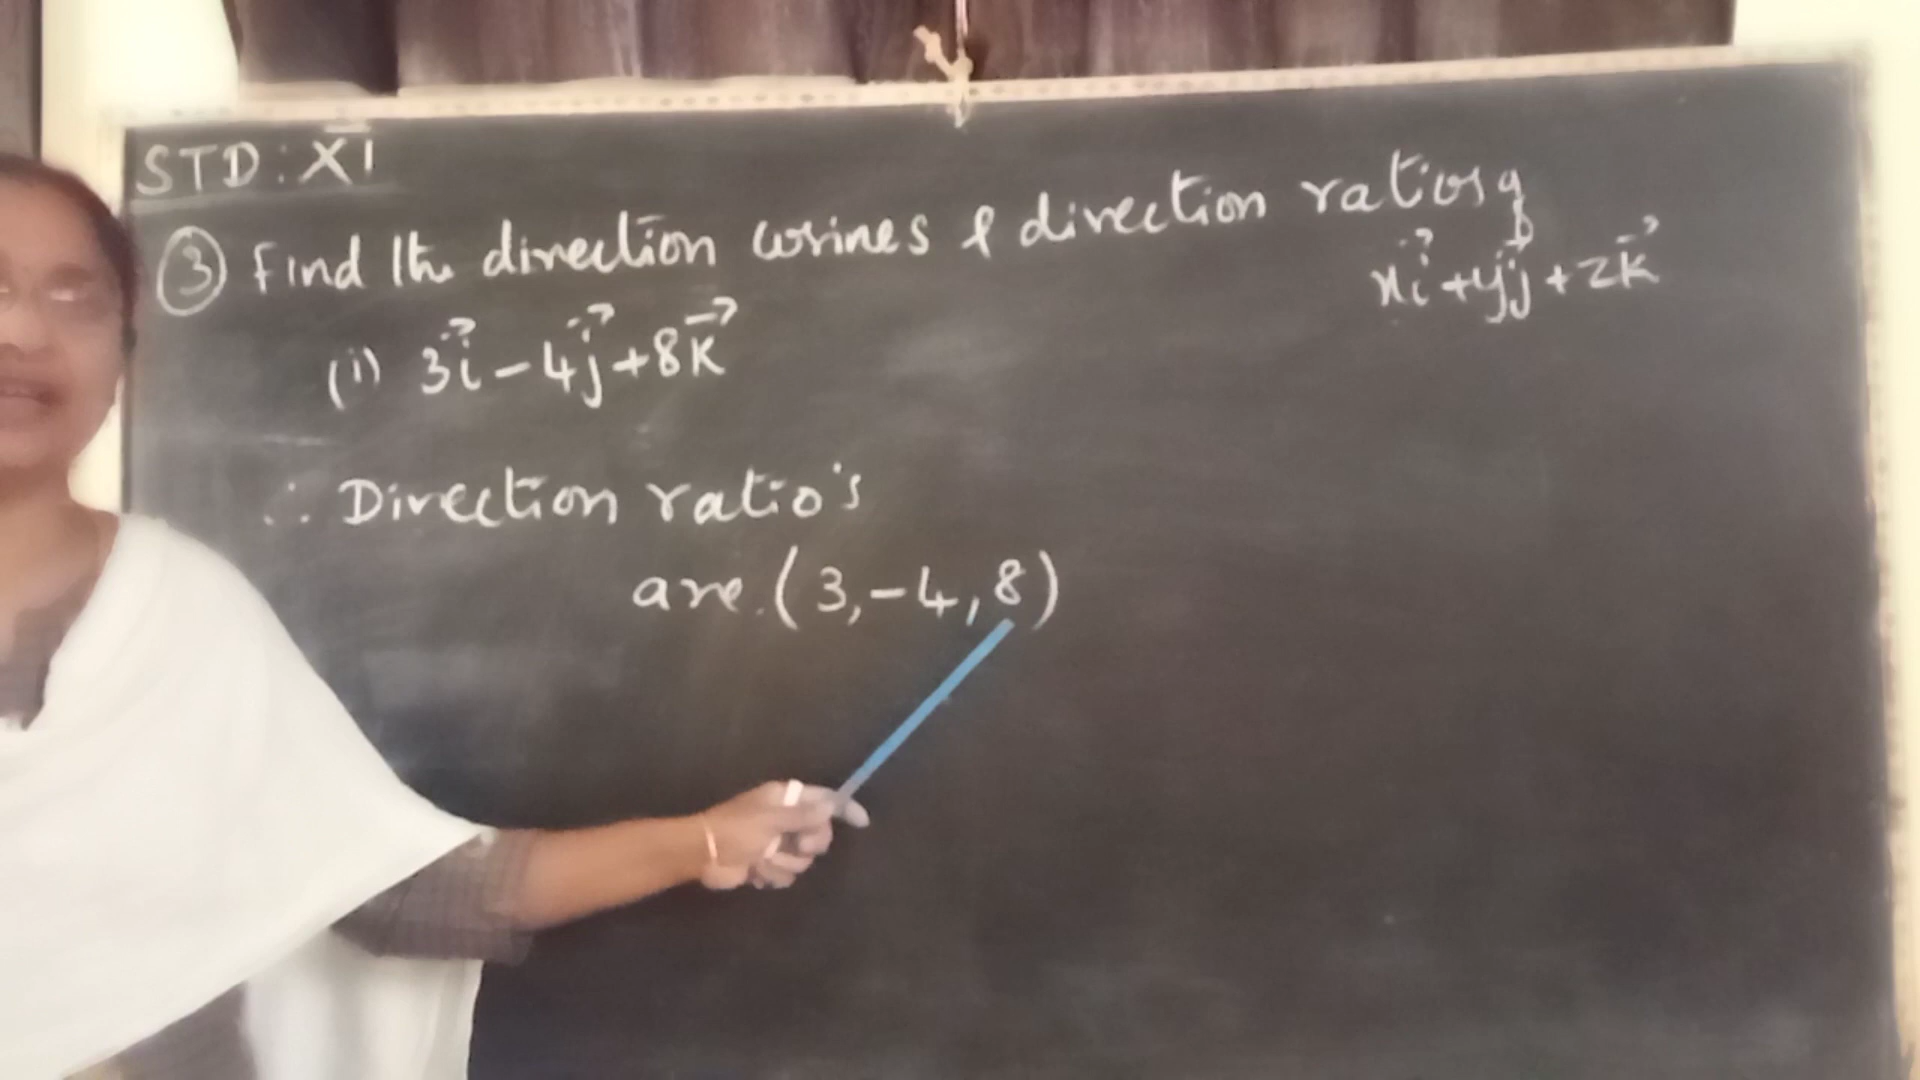 STD: XI
③ Find the direction cosines & direction ratios of
xi⃗ + yj⃗ + zk⃗
(i) 3i⃗ - 4j⃗ + 8k⃗
∴ Direction ratio's
are (3, -4, 8)